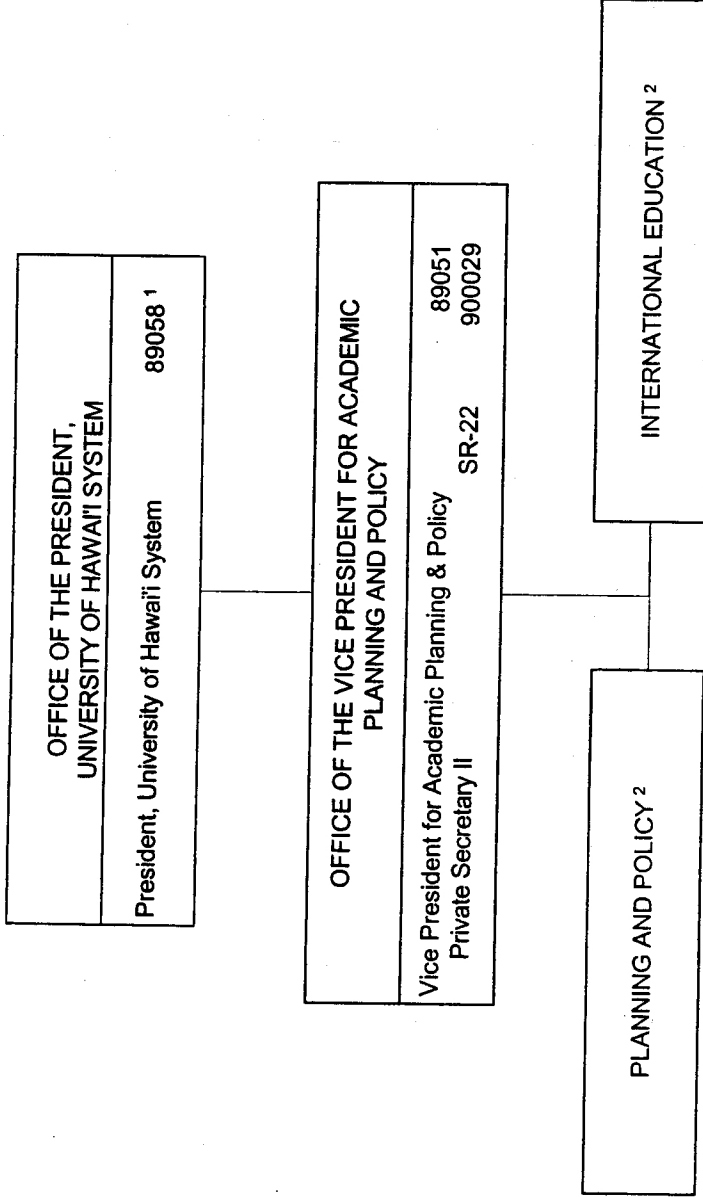 OFFICE OF THE PRESIDENT,
UNIVERSITY OF HAWAI'I SYSTEM
President, University of Hawai'i System 89058 ¹
OFFICE OF THE VICE PRESIDENT FOR ACADEMIC
PLANNING AND POLICY
Vice President for Academic Planning & Policy 89051
Private Secretary II SR-22 900029
PLANNING AND POLICY ²
INTERNATIONAL EDUCATION ²